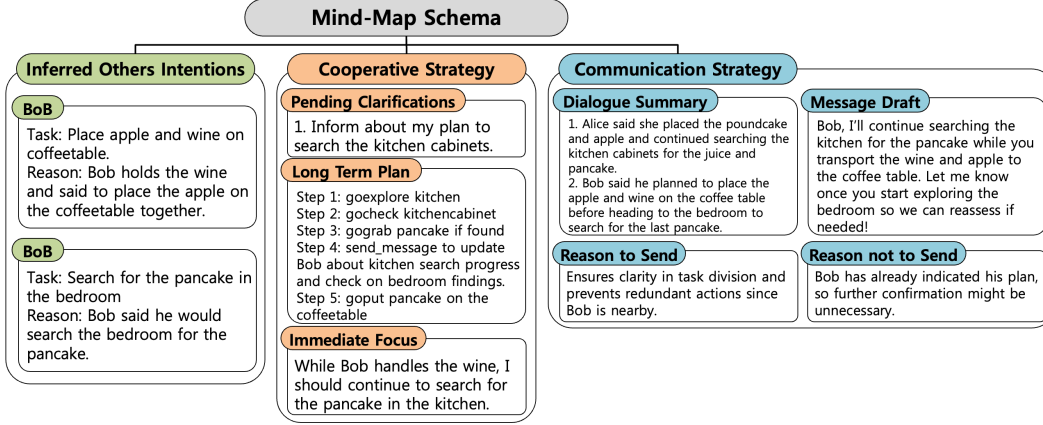 Mind-Map Schema
Inferred Others Intentions
BoB
Task: Place apple and wine on
coffeetable.
Reason: Bob holds the wine
and said to place the apple on
the coffeetable together.
BoB
Task: Search for the pancake in
the bedroom
Reason: Bob said he would
search the bedroom for the
pancake.
Cooperative Strategy
Pending Clarifications
1. Inform about my plan to
search the kitchen cabinets.
Long Term Plan
Step 1: goexplore kitchen
Step 2: gocheck kitchencabinet
Step 3: gograb pancake if found
Step 4: send_message to update
Bob about kitchen search progress
and check on bedroom findings.
Step 5: goput pancake on the
coffeetable
Immediate Focus
While Bob handles the wine, I
should continue to search for
the pancake in the kitchen.
Communication Strategy
Dialogue Summary
1. Alice said she placed the poundcake
and apple and continued searching the
kitchen cabinets for the juice and
pancake.
2. Bob said he planned to place the
apple and wine on the coffee table
before heading to the bedroom to
search for the last pancake.
Message Draft
Bob, I'll continue searching the
kitchen for the pancake while you
transport the wine and apple to
the coffee table. Let me know
once you start exploring the
bedroom so we can reassess if
needed!
Reason to Send
Ensures clarity in task division and
prevents redundant actions since
Bob is nearby.
Reason not to Send
Bob has already indicated his plan,
so further confirmation might be
unnecessary.